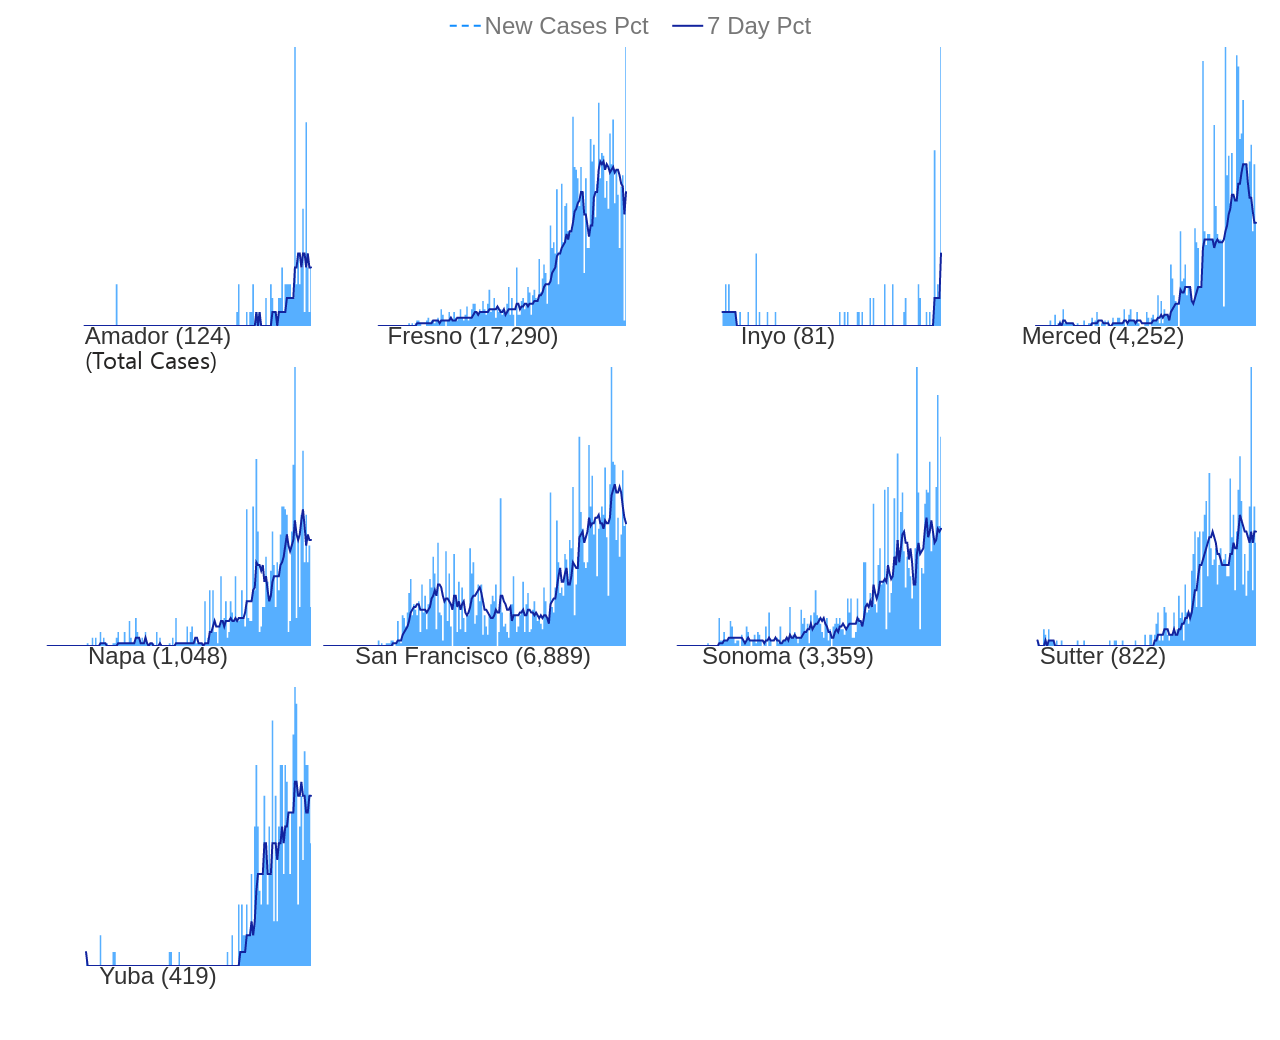 New Cases Pct 7 Day Pct
Amador (124) Fresno (17,290) Inyo (81) Merced (4,252)
(Total Cases)
Napa (1,048) San Francisco (6,889) Sonoma (3,359) Sutter (822)
Yuba (419)